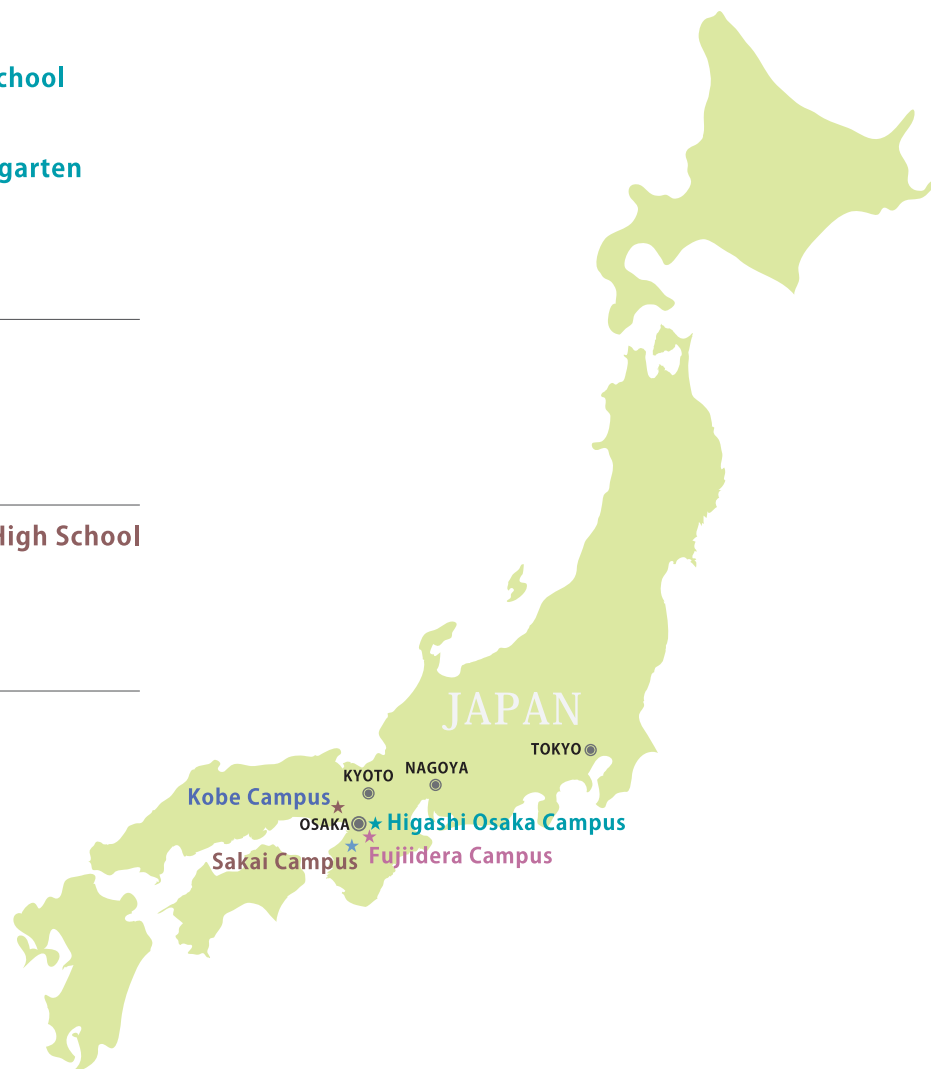 chool
garten
High School
JAPAN
TOKYO
NAGOYA
KYOTO
Kobe Campus
OSAKA
Higashi Osaka Campus
Fujiidera Campus
Sakai Campus